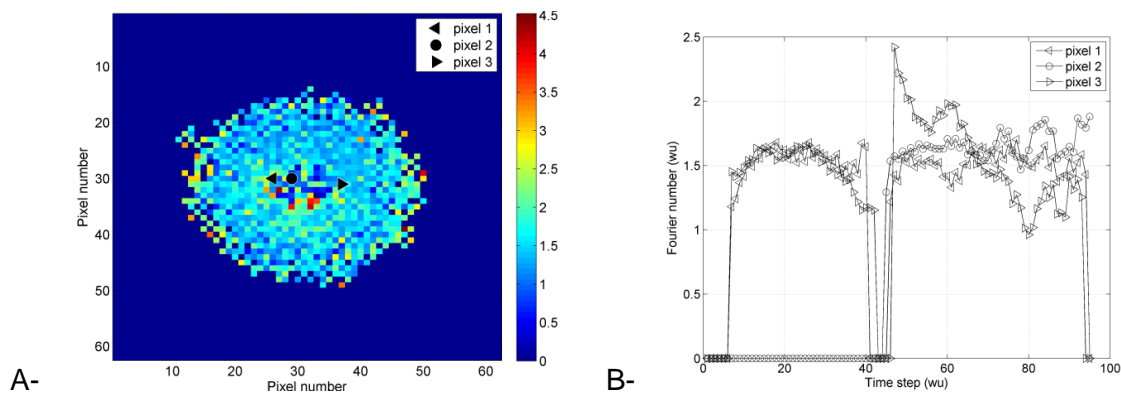 pixel 1
pixel 2
pixel 3
10
20
30
40
50
60
Pixel number
10 20 30 40 50 60
Pixel number
4.5
4
3.5
3
2.5
2
1.5
1
0.5
0
A-
pixel 1
pixel 2
pixel 3
2.5
2
1.5
1
0.5
0
Fourier number (wu)
0 20 40 60 80 100
Time step (wu)
B-